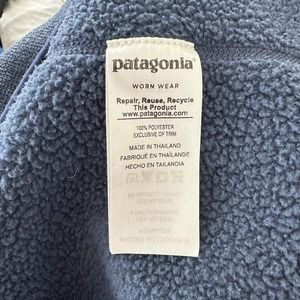 patagonia®
WORN WEAR
Repair, Reuse, Recycle
This Product
www.patagonia.com
100% POLYESTER
EXCLUSIVE OF TRIM
MADE IN THAILAND
FABRIQUÉ EN THAÏLANDE
HECHO EN TAILANDIA